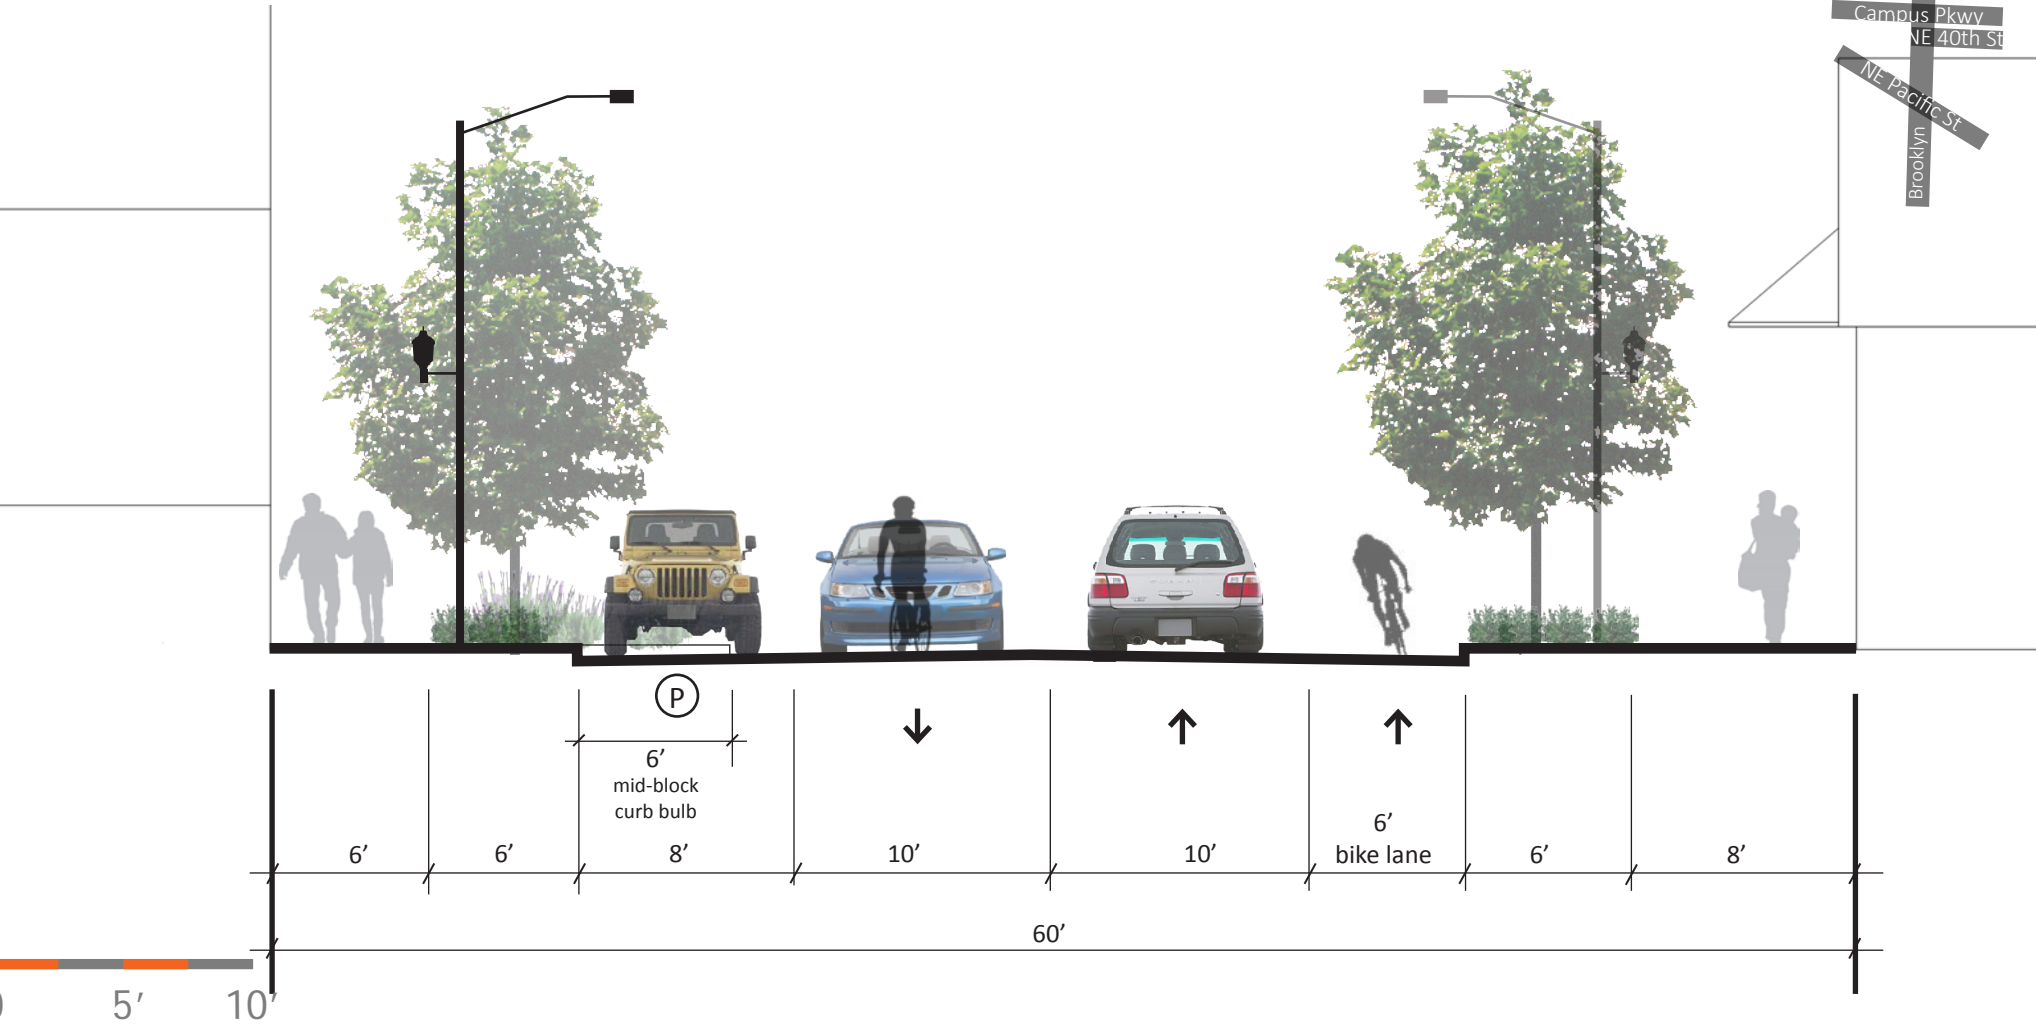 Campus Pkwy
NE 40th St
NE Pacific St
Brooklyn
P
6’
mid-block
curb bulb
6’
6’
8’
10’
10’
6’
bike lane
6’
8’
60’
0
5’
10’